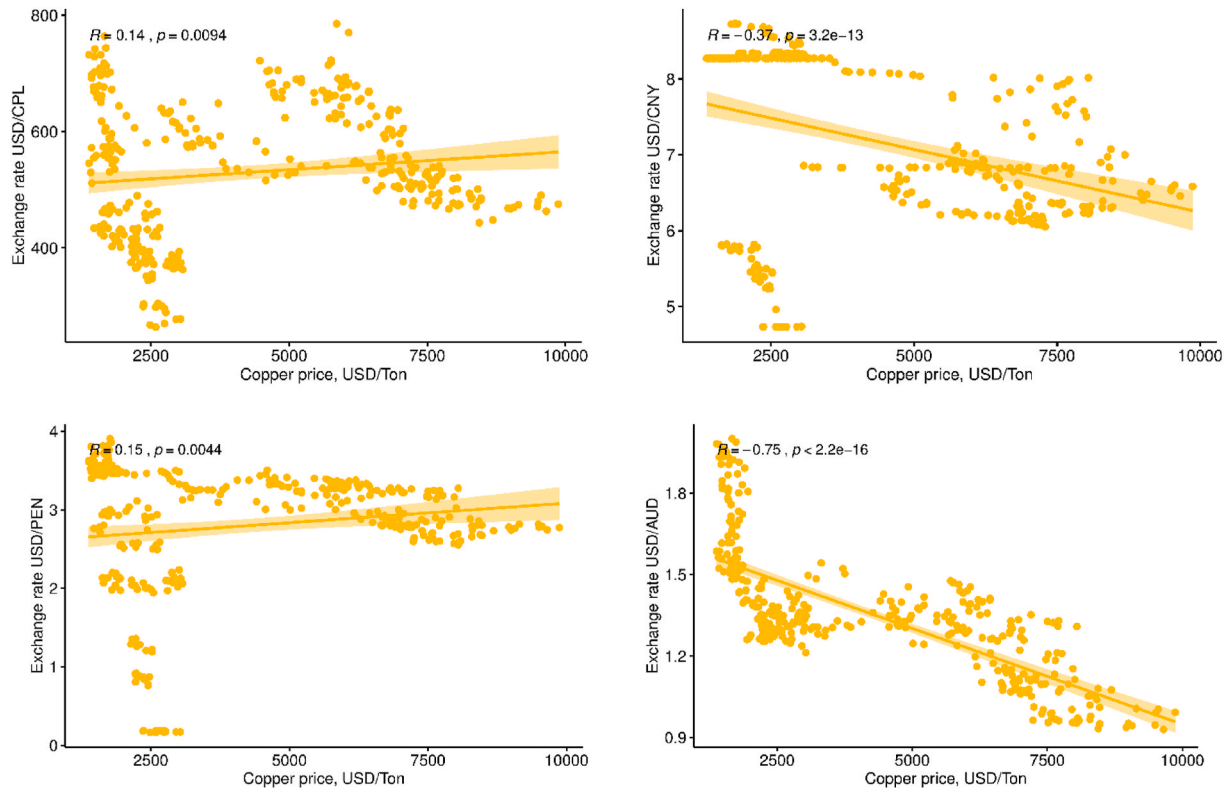 R = 0.14 , p = 0.0094
800
600
400
Exchange rate USD/CPL
2500 5000 7500 10000
Copper price, USD/Ton
R = −0.37 , p = 3.2e−13
8
7
6
5
Exchange rate USD/CNY
2500 5000 7500 10000
Copper price, USD/Ton
R = 0.15 , p = 0.0044
4
3
2
1
0
Exchange rate USD/PEN
2500 5000 7500 10000
Copper price, USD/Ton
R = −0.75 , p < 2.2e−16
1.8
1.5
1.2
0.9
Exchange rate USD/AUD
2500 5000 7500 10000
Copper price, USD/Ton